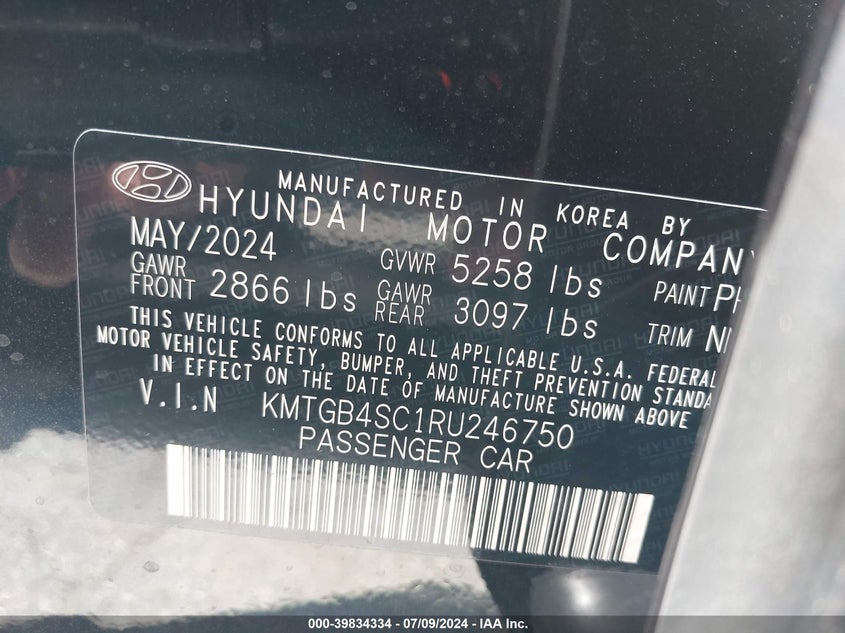 MANUFACTURED IN KOREA BY
HYUNDAI MOTOR COMPANY
MAY/2024 GVWR 5258 lbs PAINT
GAWR FRONT 2866 lbs GAWR REAR 3097 lbs TRIM
THIS VEHICLE CONFORMS TO ALL APPLICABLE U.S.A. FEDERAL
MOTOR VEHICLE SAFETY, BUMPER, AND THEFT PREVENTION STANDA
IN EFFECT ON THE DATE OF MANUFACTURE SHOWN ABOVE
V.I.N KMTGB4SC1RU246750
PASSENGER CAR
000-39834334 - 07/09/2024 - IAA Inc.